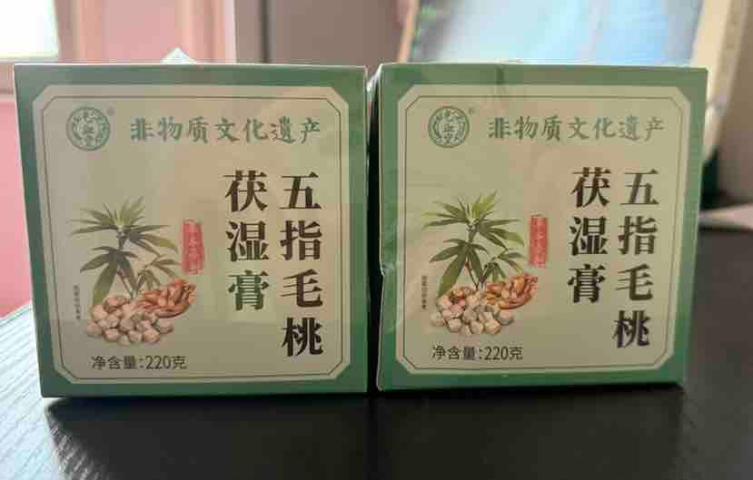 非物质文化遗产
五指毛桃
茯湿膏
净含量:220克
非物质文化遗产
五指毛桃
茯湿膏
净含量:220克